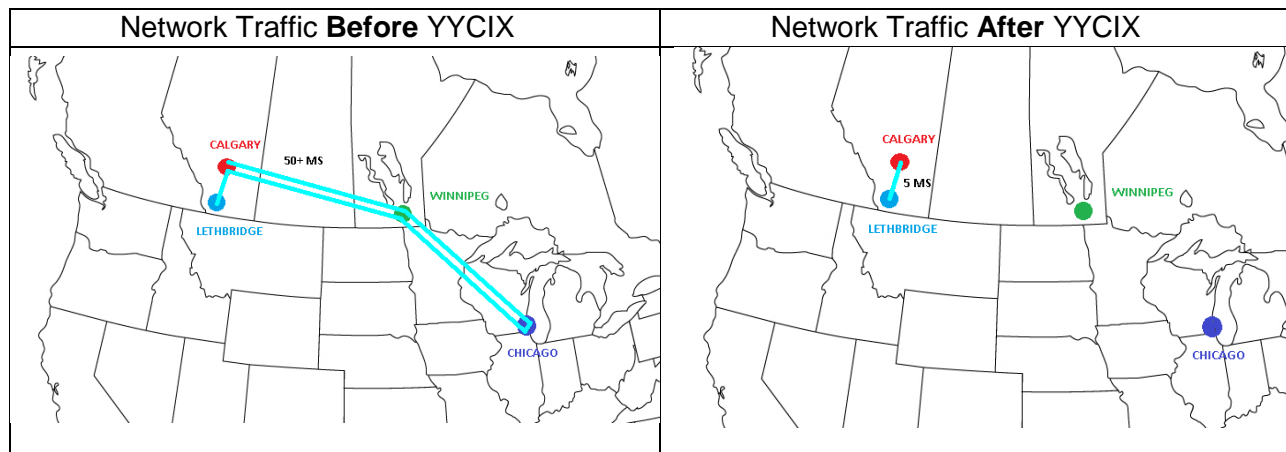 Network Traffic Before YYCIX
Network Traffic After YYCIX
CALGARY
50+ MS
WINNIPEG
LETHBRIDGE
CHICAGO
CALGARY
5 MS
WINNIPEG
LETHBRIDGE
CHICAGO